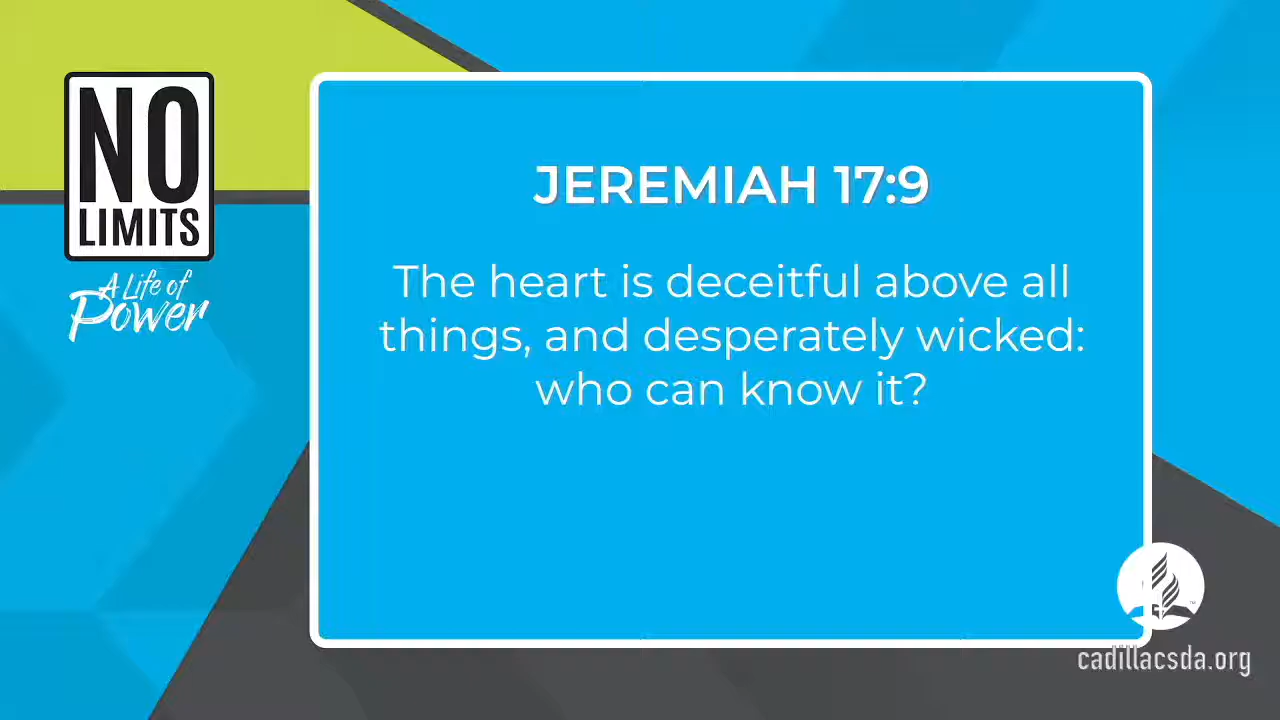 NO
LIMITS
A Life of
Power
JEREMIAH 17:9
The heart is deceitful above all
things, and desperately wicked:
who can know it?
cadillacsda.org